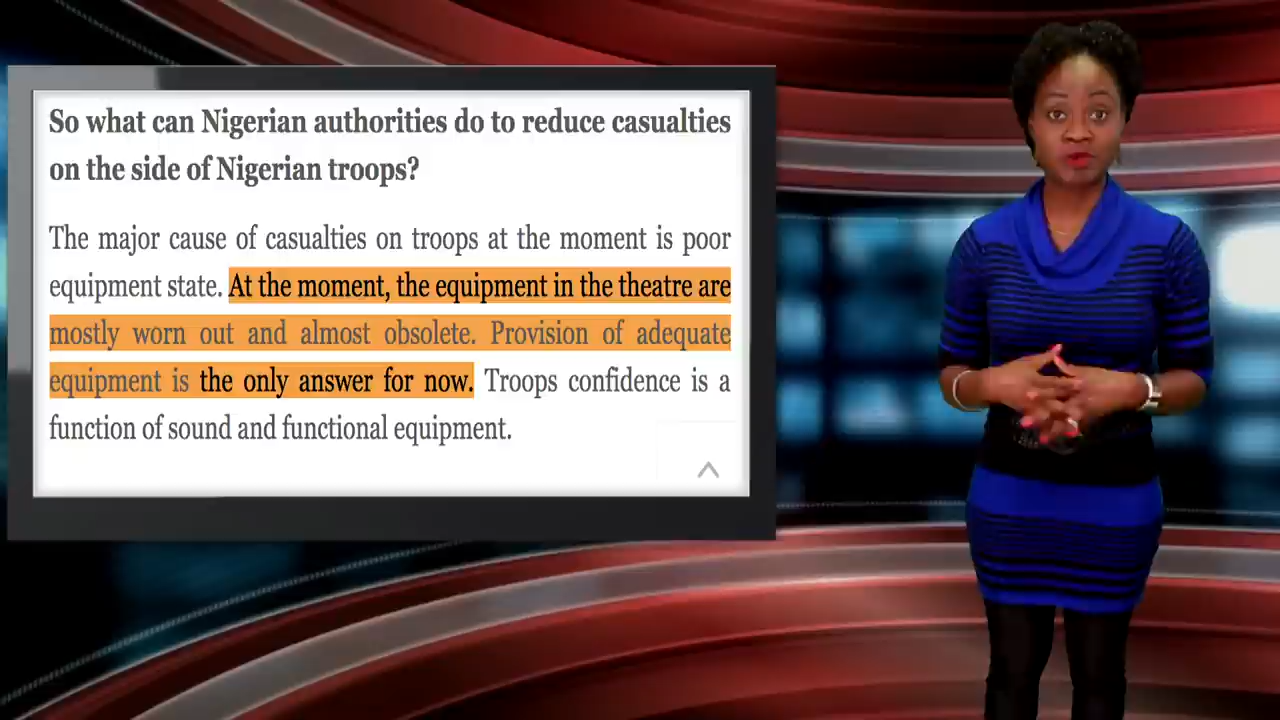 So what can Nigerian authorities do to reduce casualties
on the side of Nigerian troops?
The major cause of casualties on troops at the moment is poor
equipment state. At the moment, the equipment in the theatre are
mostly worn out and almost obsolete. Provision of adequate
equipment is the only answer for now. Troops confidence is a
function of sound and functional equipment.